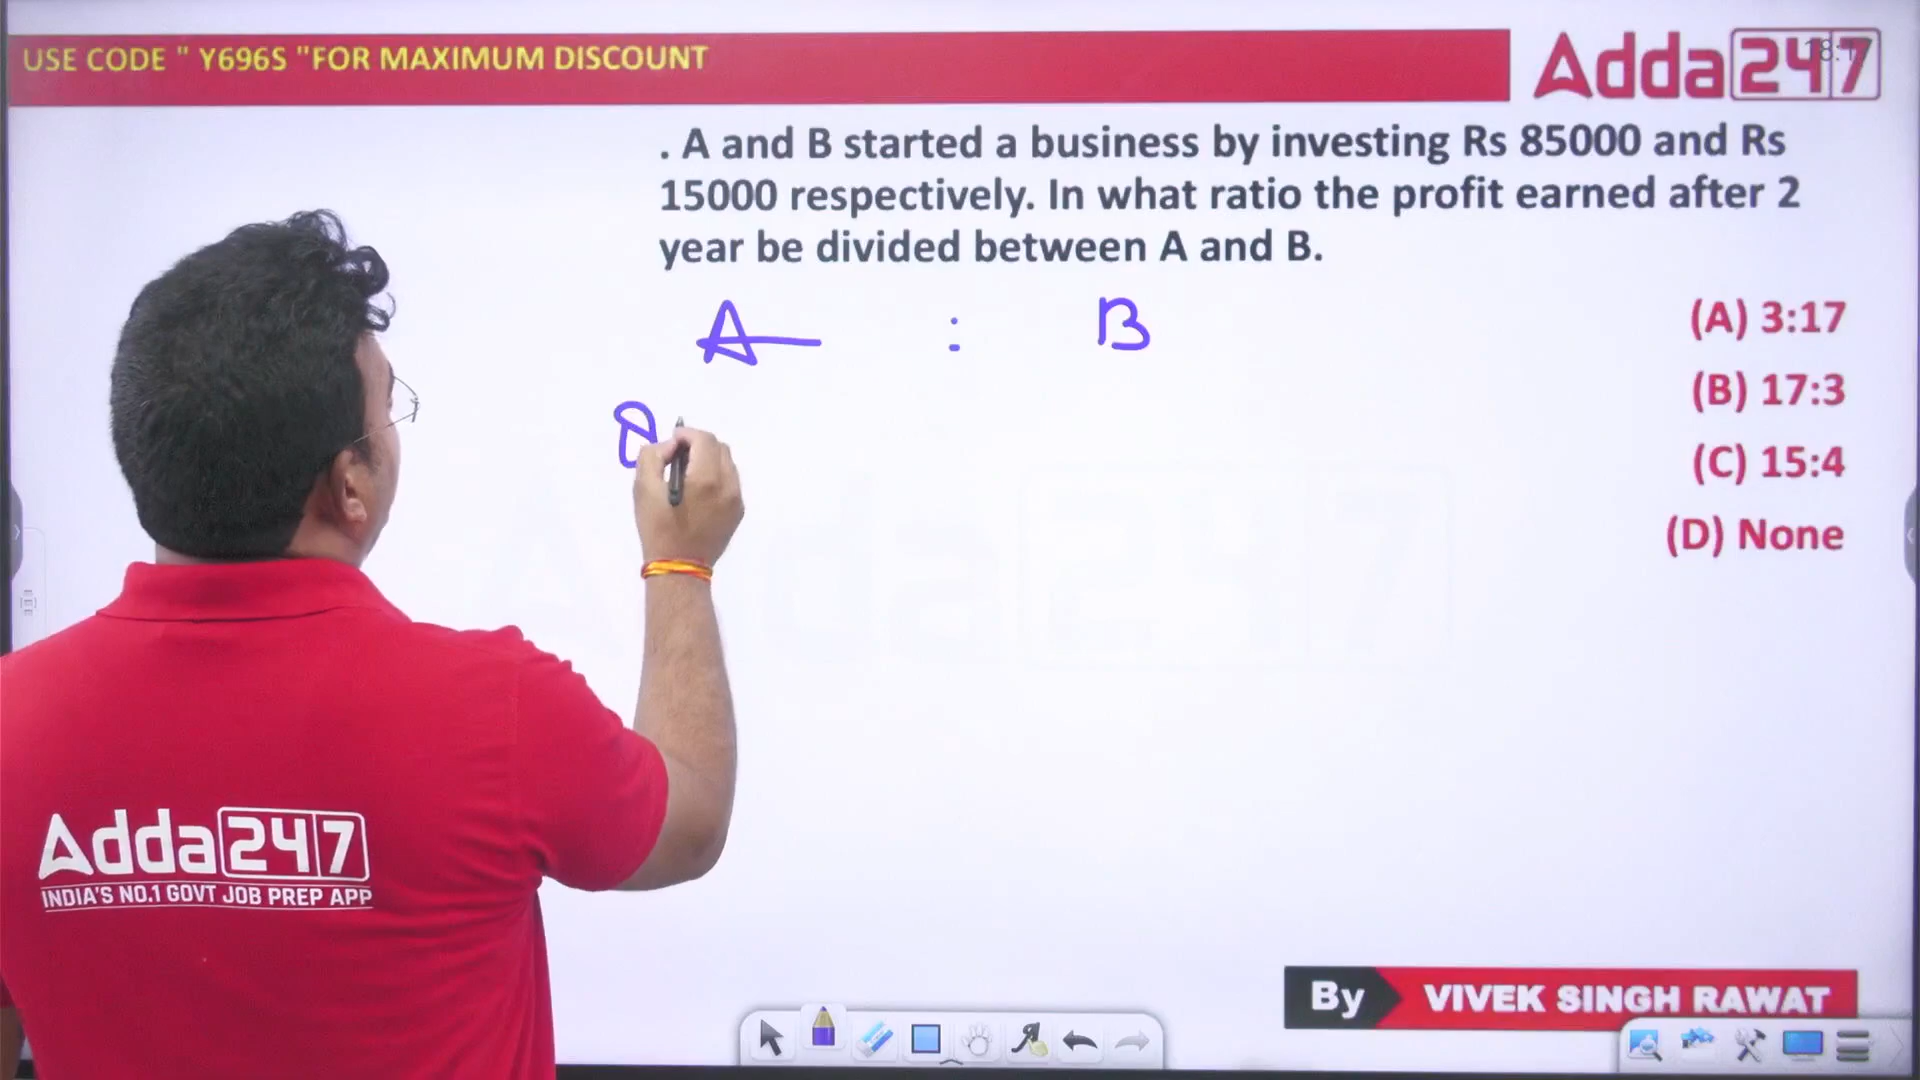 USE CODE " Y696S "FOR MAXIMUM DISCOUNT
Adda247
. A and B started a business by investing Rs 85000 and Rs
15000 respectively. In what ratio the profit earned after 2
year be divided between A and B.
A : B
8
(A) 3:17
(B) 17:3
(C) 15:4
(D) None
Adda247
Adda247
INDIA'S NO.1 GOVT JOB PREP APP
By VIVEK SINGH RAWAT